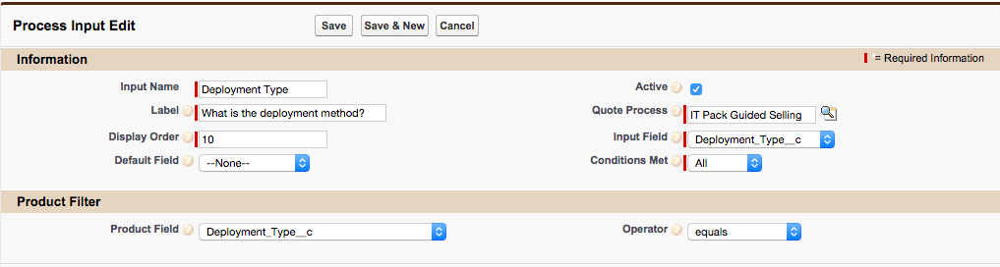 Process Input Edit Save Save & New Cancel
Information = Required Information
Input Name Deployment Type Active
Label ? What is the deployment method? Quote Process ? IT Pack Guided Selling
Display Order ? 10 Input Field ? Deployment_Type__c
Default Field ? --None-- Conditions Met ? All
Product Filter
Product Field ? Deployment_Type__c Operator ? equals